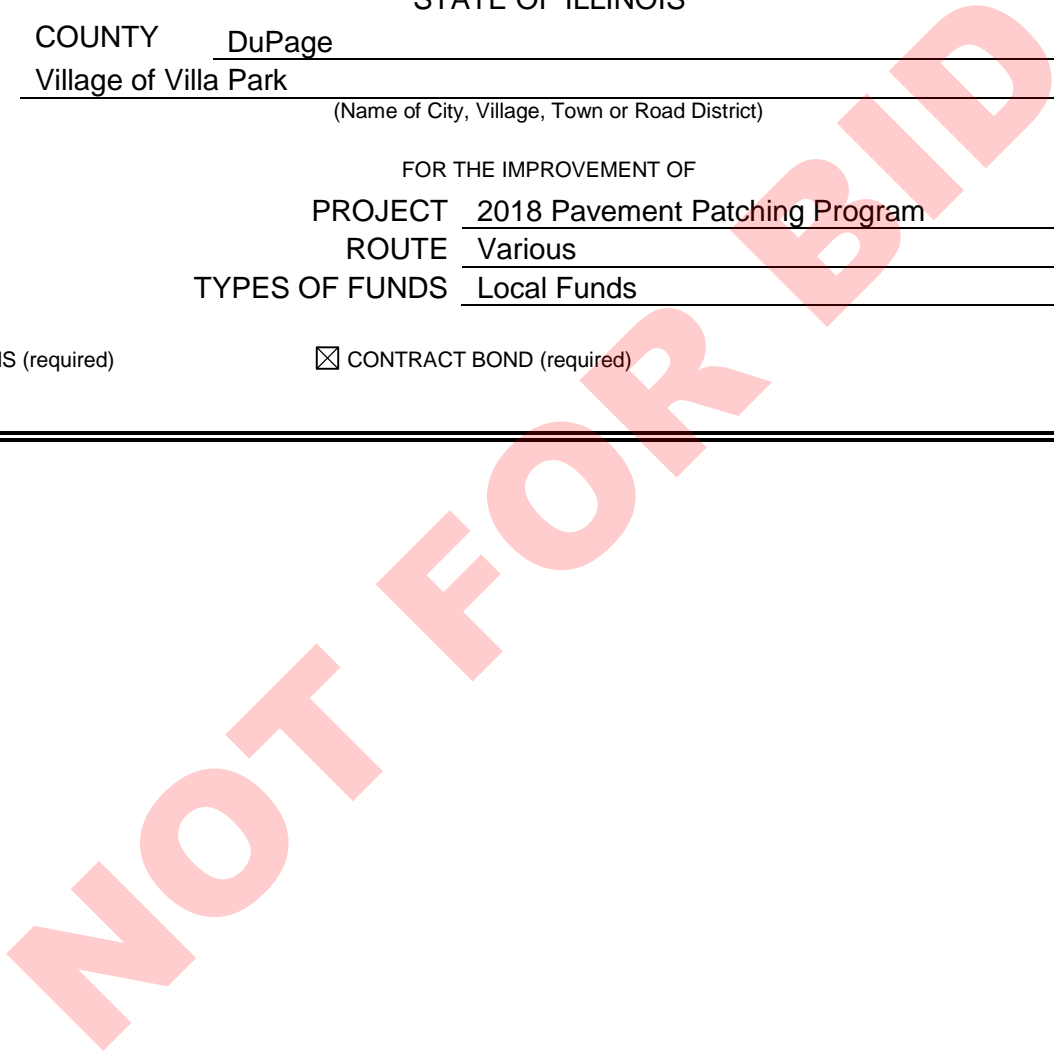 STATE OF ILLINOIS
COUNTY DuPage
Village of Villa Park
(Name of City, Village, Town or Road District)
FOR THE IMPROVEMENT OF
PROJECT 2018 Pavement Patching Program
ROUTE Various
TYPES OF FUNDS Local Funds
(required) ☒ CONTRACT BOND (required)
NOT FOR BID